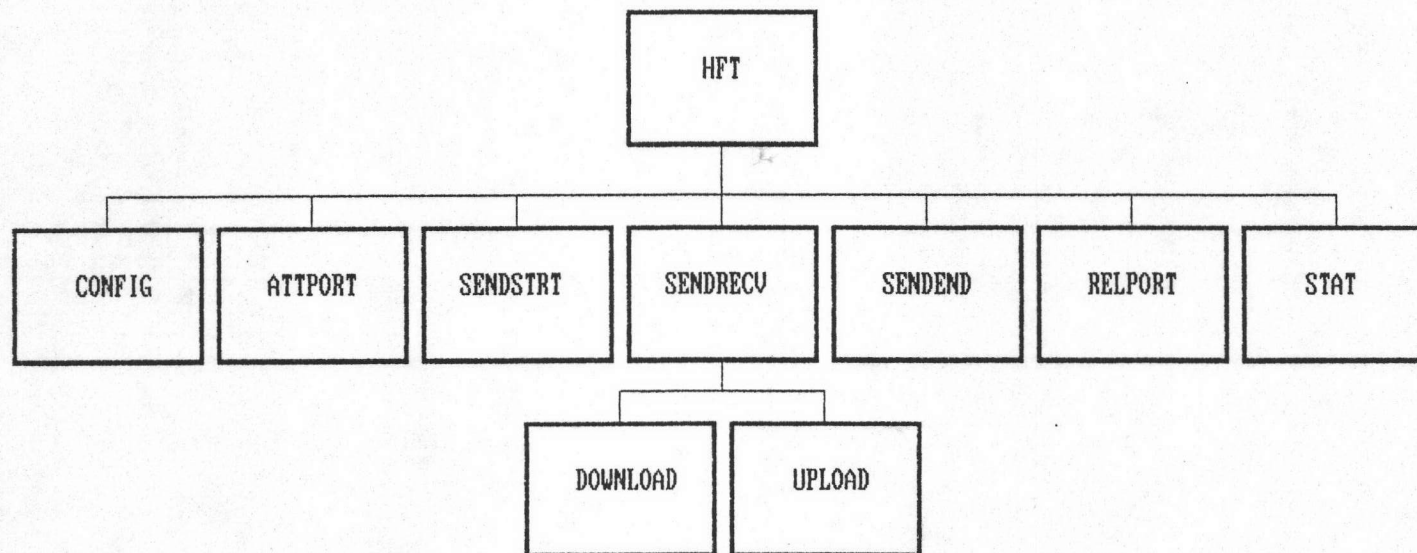 HFT
CONFIG ATTPORT SENDSTRT SENDRECV SENDEND RELPORT STAT
DOWNLOAD UPLOAD